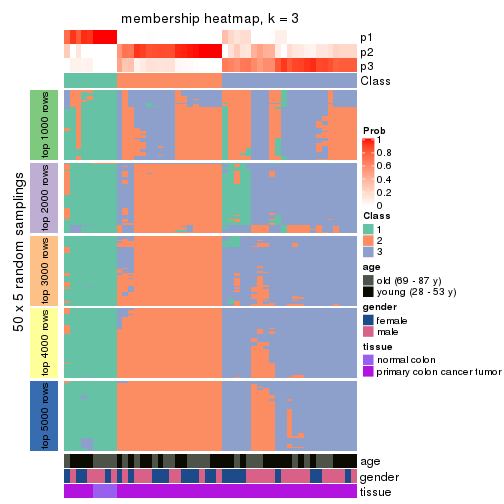 membership heatmap, k = 3
p1
p2
p3
Class
50 x 5 random samplings
top 1000 rows
top 2000 rows
top 3000 rows
top 4000 rows
top 5000 rows
age
gender
tissue
Prob
1
0.8
0.6
0.4
0.2
0
Class
1
2
3
age
old (69 - 87 y)
young (28 - 53 y)
gender
female
male
tissue
normal colon
primary colon cancer tumor